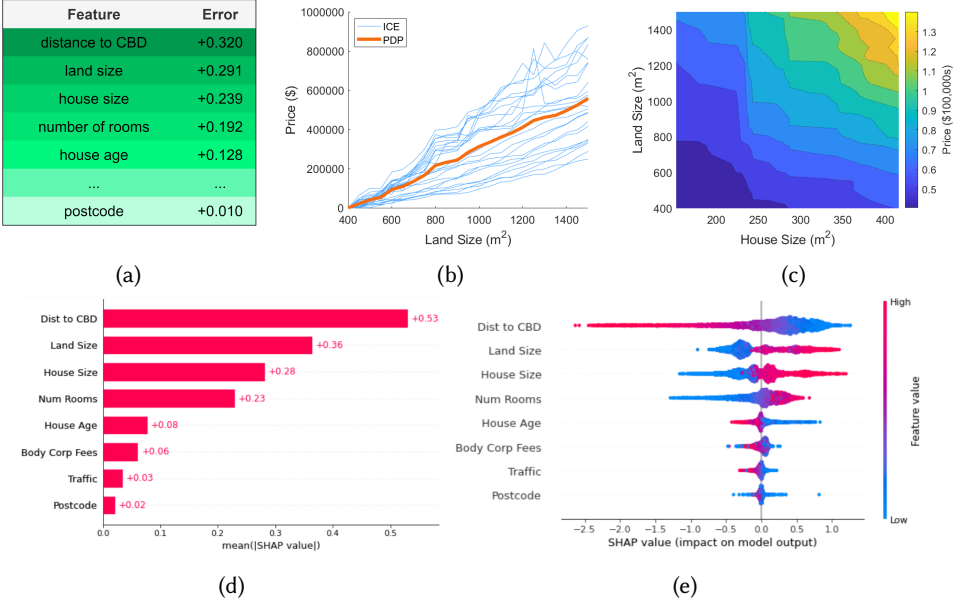 Feature Error
distance to CBD +0.320
land size +0.291
house size +0.239
number of rooms +0.192
house age +0.128
... ...
postcode +0.010
(a)
1000000
800000
600000
400000
200000
0
Price ($)
ICE
PDP
400 600 800 1000 1200 1400
Land Size (m²)
(b)
1400
1200
1000
800
600
400
Land Size (m²)
200 250 300 350 400
House Size (m²)
1.3
1.2
1.1
1
0.9
0.8
0.7
0.6
0.5
Price ($100,000s)
(c)
Dist to CBD +0.53
Land Size +0.36
House Size +0.28
Num Rooms +0.23
House Age +0.08
Body Corp Fees +0.06
Traffic +0.03
Postcode +0.02
0.0 0.1 0.2 0.3 0.4 0.5
mean(|SHAP value|)
(d)
Dist to CBD
Land Size
House Size
Num Rooms
House Age
Body Corp Fees
Traffic
Postcode
−2.5 −2.0 −1.5 −1.0 −0.5 0.0 0.5 1.0
SHAP value (impact on model output)
High
Feature value
Low
(e)